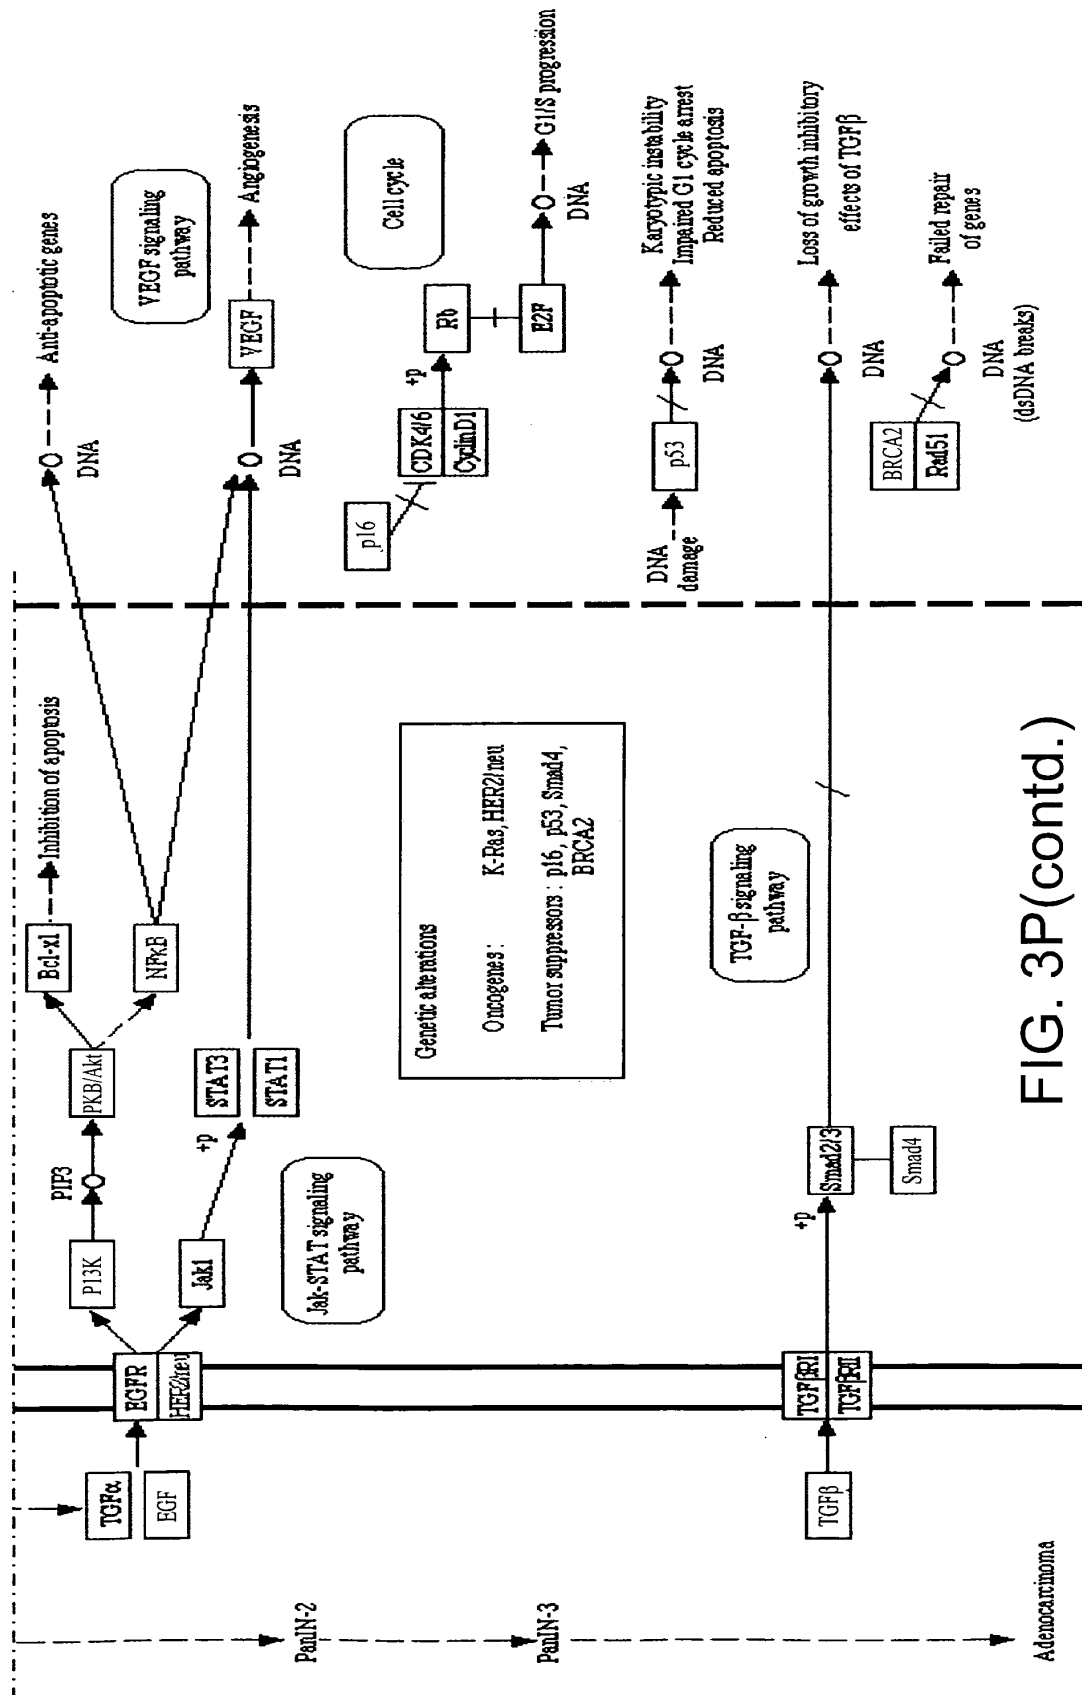 TGFα
EGF
EGFR
HER2/neu
P13K
PIP3
PKB/Akt
Bcl-xl
Inhibition of apoptosis
NFκB
DNA
Anti-apoptotic genes
Jak1
+p
STAT3
STAT1
DNA
VEGF
Angiogenesis
VEGF signaling
pathway
Jak-STAT signaling
pathway
PanIN-2
p16
CDK4/6
CyclinD1
+p
Rb
E2F
DNA
G1/S progression
Cell cycle
Genetic alterations
Oncogenes : K-Ras, HER2/neu
Tumor suppressors : p16, p53, Smad4,
BRCA2
PanIN-3
DNA
damage
p53
DNA
Karyotypic instability
Impaired G1 cycle arrest
Reduced apoptosis
TGF-β signaling
pathway
TGFβ
TGFβRI
TGFβRII
+p
Smad2/3
Smad4
DNA
Loss of growth inhibitory
effects of TGFβ
BRCA2
Rad51
DNA
(dsDNA breaks)
Failed repair
of genes
Adenocarcinoma
FIG. 3P(contd.)